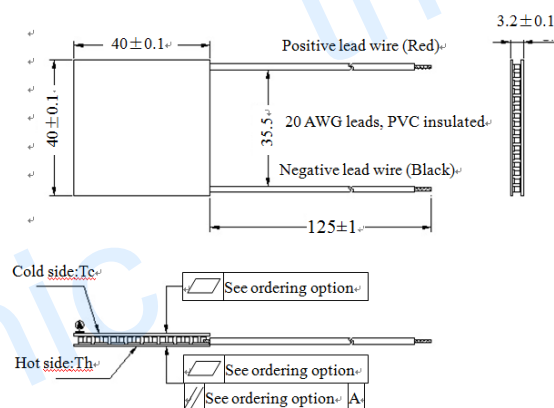 3.2±0.1
40±0.1
Positive lead wire (Red)
40±0.1
35.5
20 AWG leads, PVC insulated
Negative lead wire (Black)
125±1
Cold side:Tc
See ordering option
A
Hot side:Th
See ordering option
See ordering option A